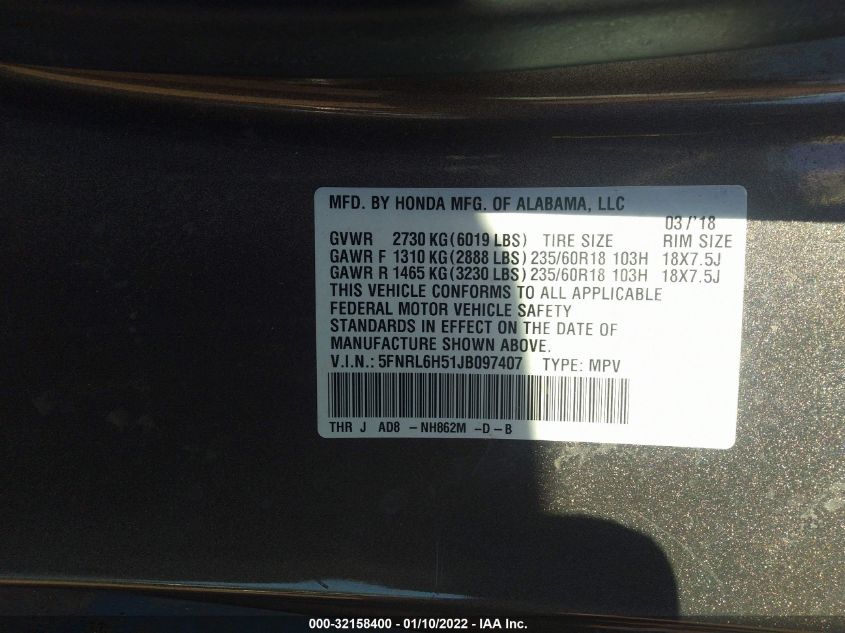 MFD. BY HONDA MFG. OF ALABAMA, LLC
03/'18
GVWR 2730 KG(6019 LBS) TIRE SIZE RIM SIZE
GAWR F 1310 KG(2888 LBS) 235/60R18 103H 18X7.5J
GAWR R 1465 KG(3230 LBS) 235/60R18 103H 18X7.5J
THIS VEHICLE CONFORMS TO ALL APPLICABLE
FEDERAL MOTOR VEHICLE SAFETY
STANDARDS IN EFFECT ON THE DATE OF
MANUFACTURE SHOWN ABOVE.
V.I.N.: 5FNRL6H51JB097407 TYPE: MPV
THR J AD8 -NH862M -D-B
000-32158400 - 01/10/2022 - IAA Inc.